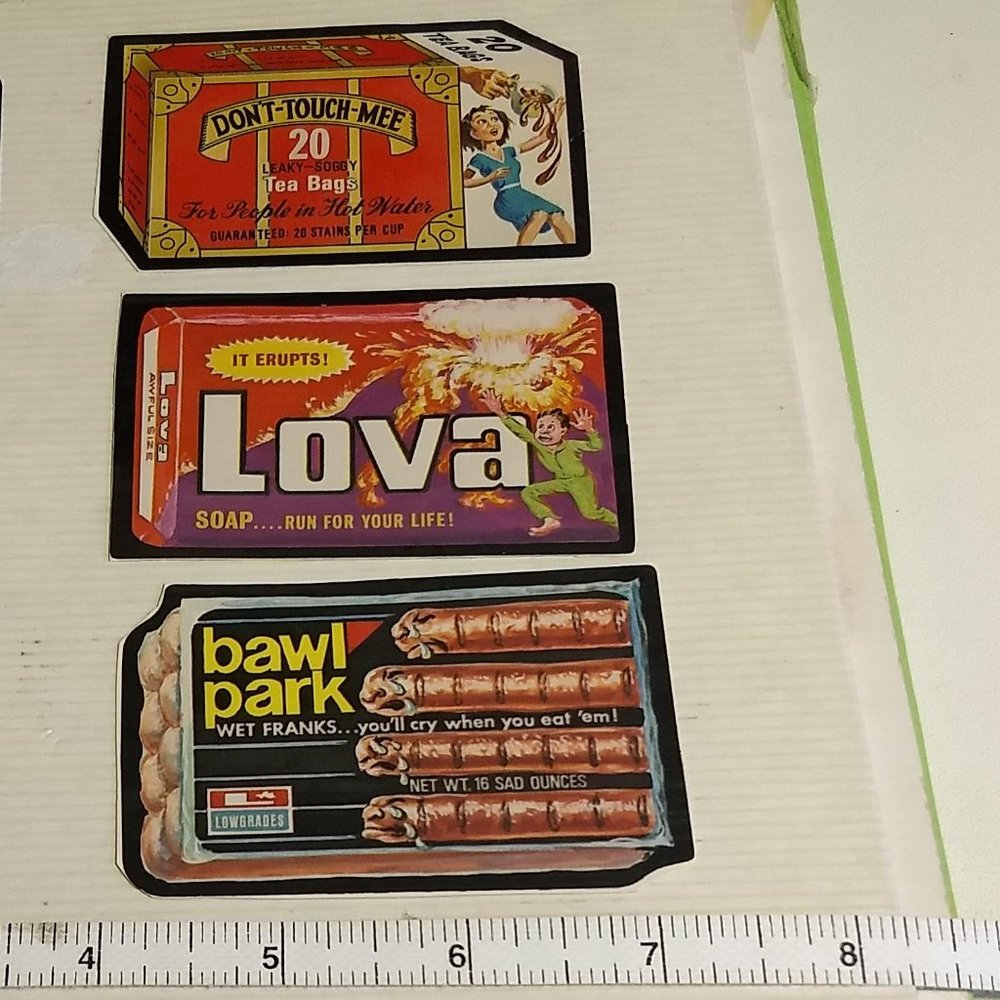 20
TEA BAGS
DON'T-TOUCH-MEE
20
LEAKY-SOGGY
Tea Bags
For People in Hot Water
GUARANTEED: 20 STAINS PER CUP
IT ERUPTS!
Lova
Lova
AWFUL SIZE
SOAP....RUN FOR YOUR LIFE!
bawl
park
WET FRANKS...you'll cry when you eat 'em!
NET WT. 16 SAD OUNCES
LOWGRADES
4 5 6 7 8